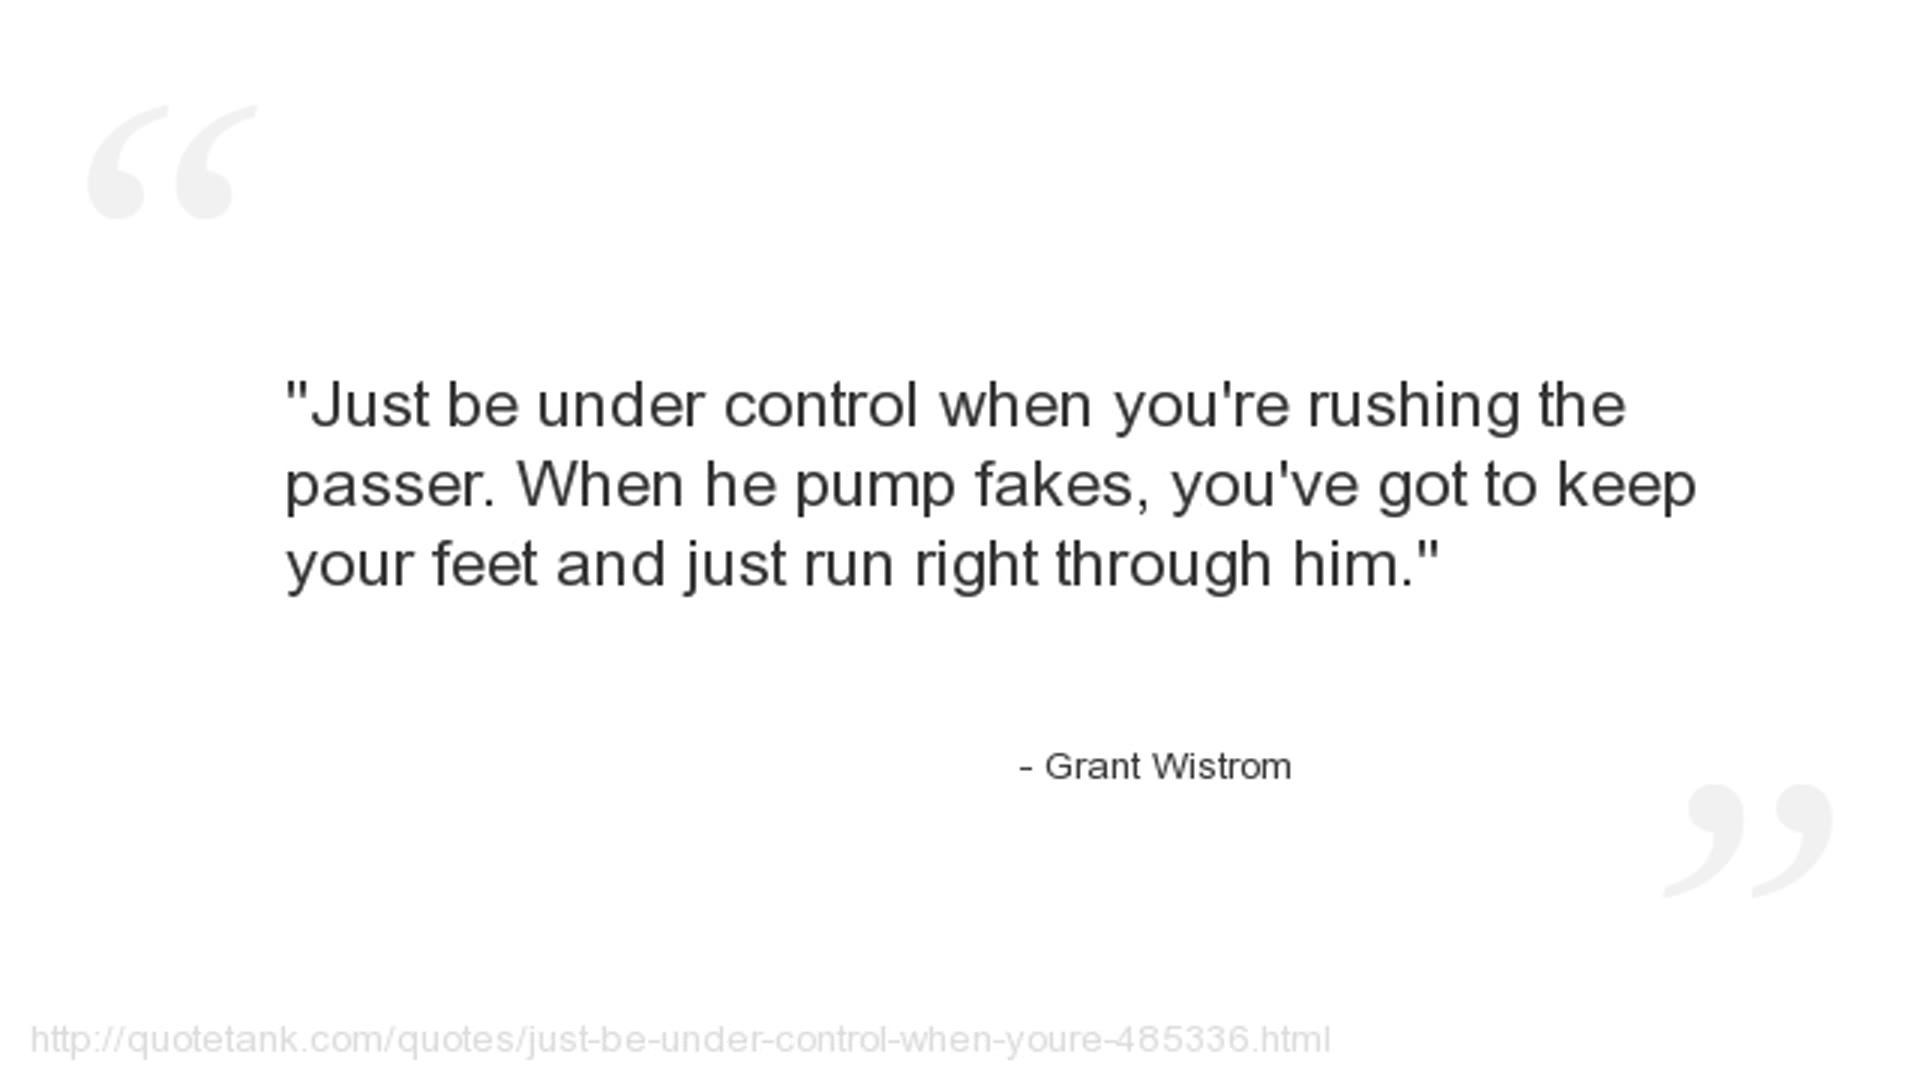 "Just be under control when you're rushing the
passer. When he pump fakes, you've got to keep
your feet and just run right through him."
- Grant Wistrom
http://quotetank.com/quotes/just-be-under-control-when-youre-485336.html